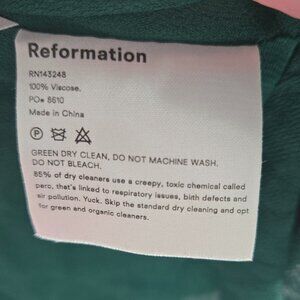 Reformation
RN143248
100% Viscose.
PO# 8610
Made in China
P
GREEN DRY CLEAN, DO NOT MACHINE WASH.
DO NOT BLEACH.
85% of dry cleaners use a creepy, toxic chemical called
perc, that's linked to respiratory issues, birth defects and
air pollution. Yuck. Skip the standard dry cleaning and opt
for green and organic cleaners.